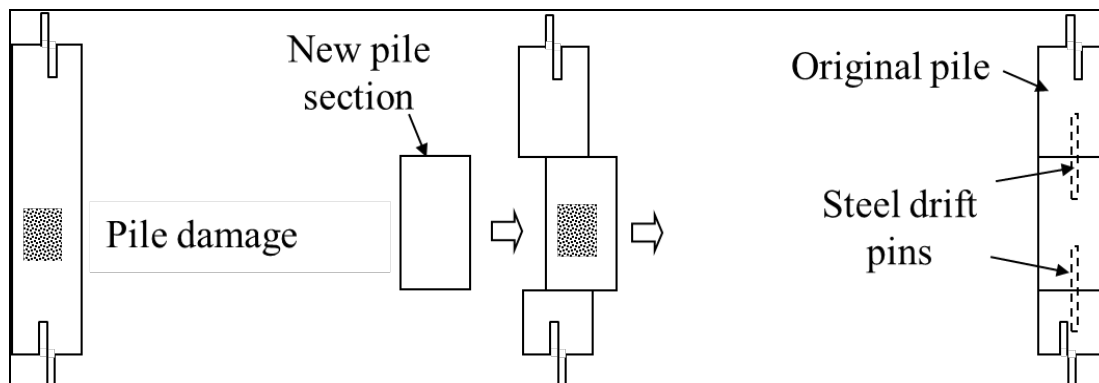 Pile damage
New pile
section
Original pile
Steel drift
pins